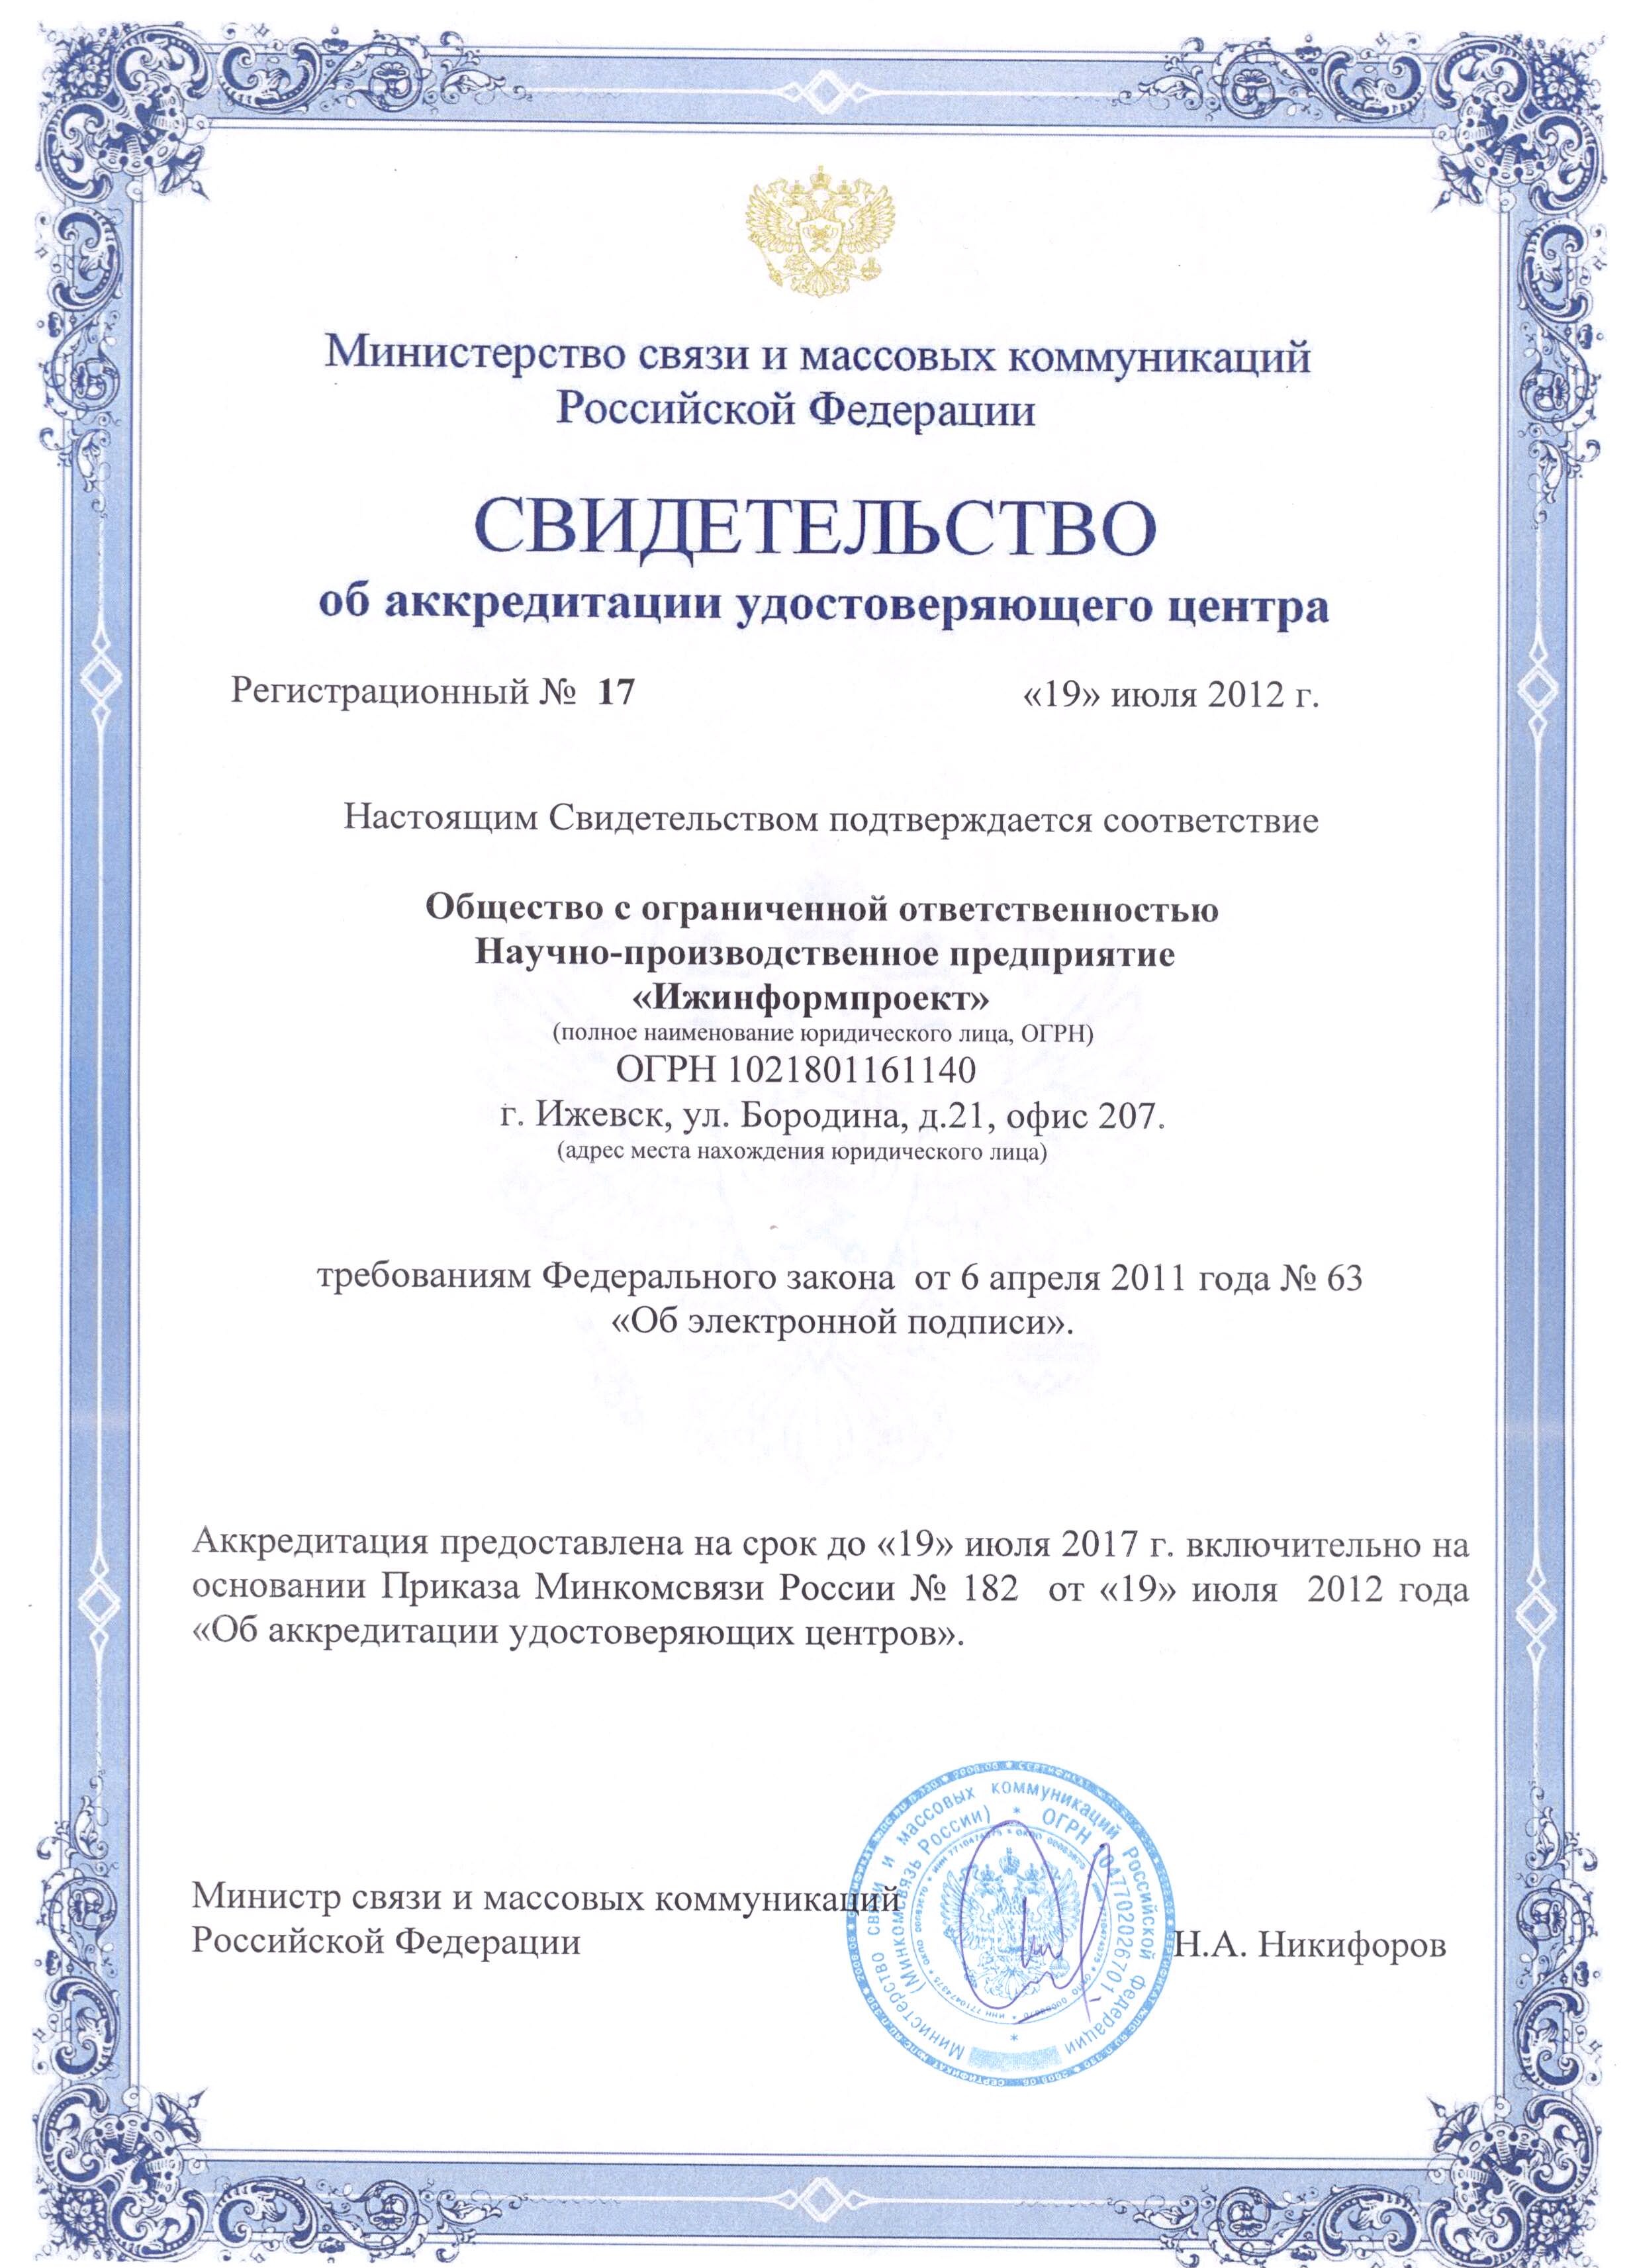 Министерство связи и массовых коммуникаций
Российской Федерации
СВИДЕТЕЛЬСТВО
об аккредитации удостоверяющего центра
Регистрационный № 17 «19» июля 2012 г.
Настоящим Свидетельством подтверждается соответствие
Общество с ограниченной ответственностью
Научно-производственное предприятие
«Ижинформпроект»
(полное наименование юридического лица, ОГРН)
ОГРН 1021801161140
г. Ижевск, ул. Бородина, д.21, офис 207.
(адрес места нахождения юридического лица)
требованиям Федерального закона от 6 апреля 2011 года № 63
«Об электронной подписи».
Аккредитация предоставлена на срок до «19» июля 2017 г. включительно на
основании Приказа Минкомсвязи России № 182 от «19» июля 2012 года
«Об аккредитации удостоверяющих центров».
Министр связи и массовых коммуникаций
Российской Федерации
Н.А. Никифоров
Министерство связи и массовых коммуникаций Российской Федерации
(Минкомсвязь России) * ОГРН 1047702026701